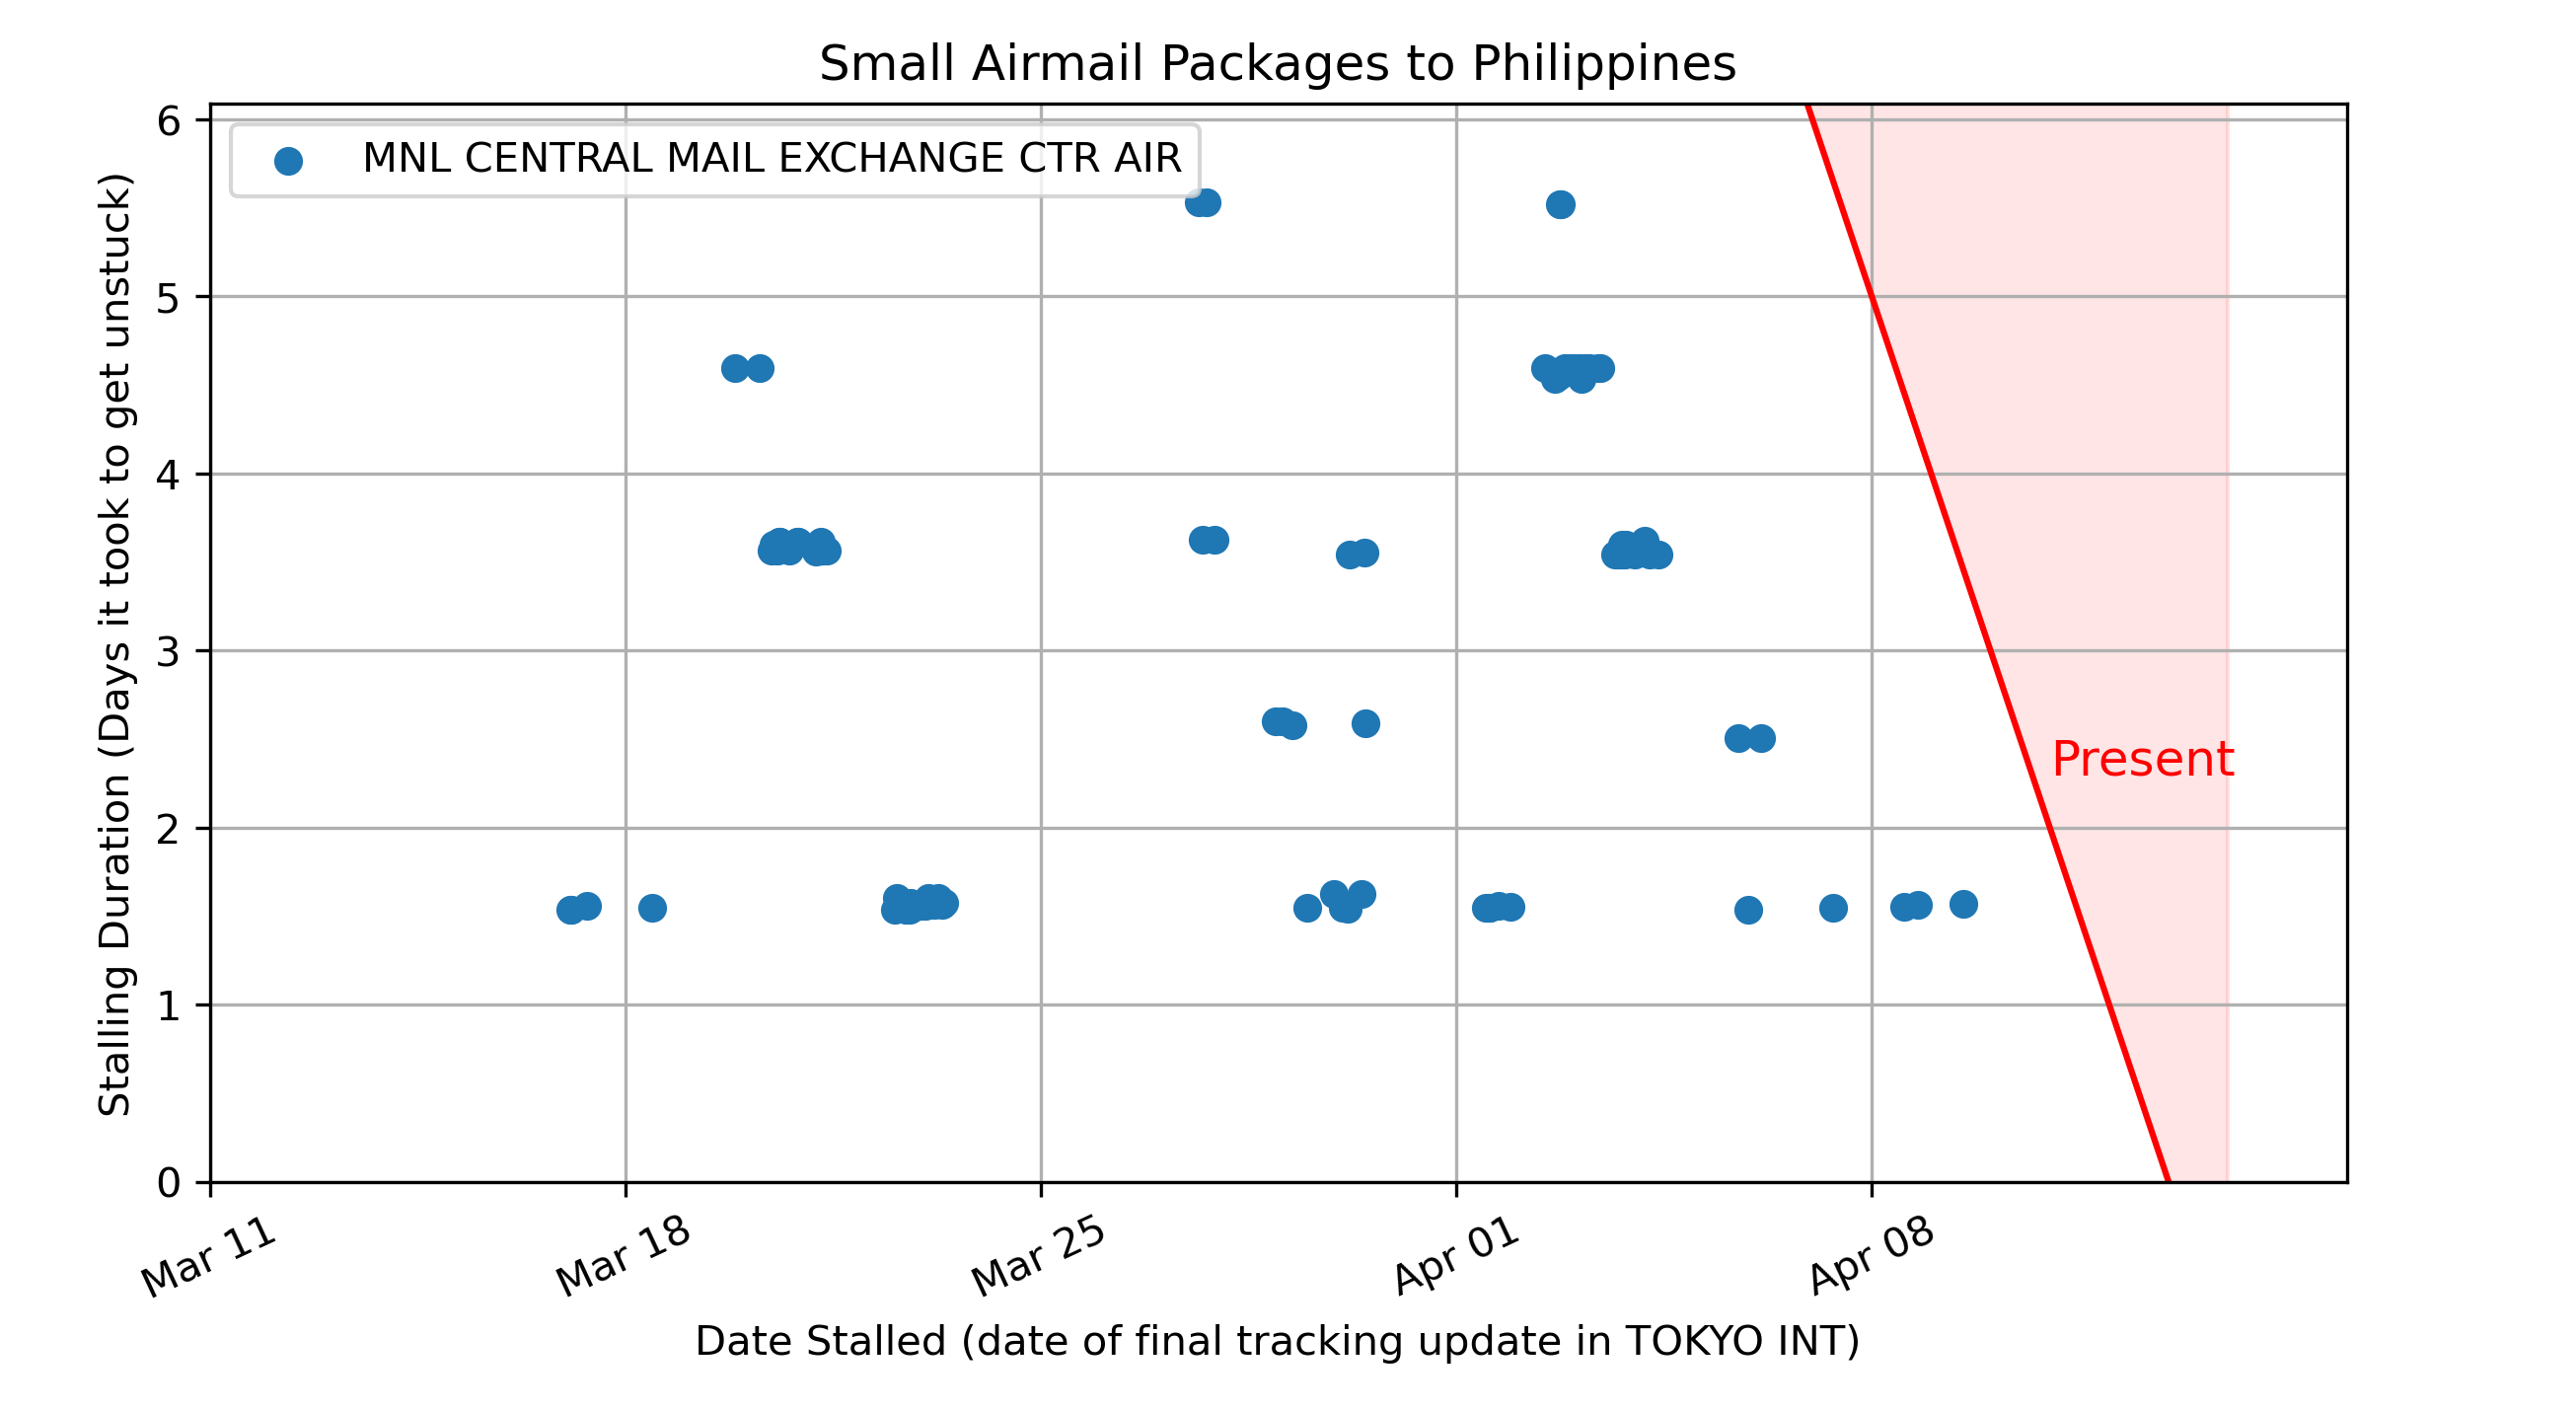 Small Airmail Packages to Philippines
MNL CENTRAL MAIL EXCHANGE CTR AIR
Stalling Duration (Days it took to get unstuck)
6
5
4
3
2
1
0
Present
Mar 11
Mar 18
Mar 25
Apr 01
Apr 08
Date Stalled (date of final tracking update in TOKYO INT)